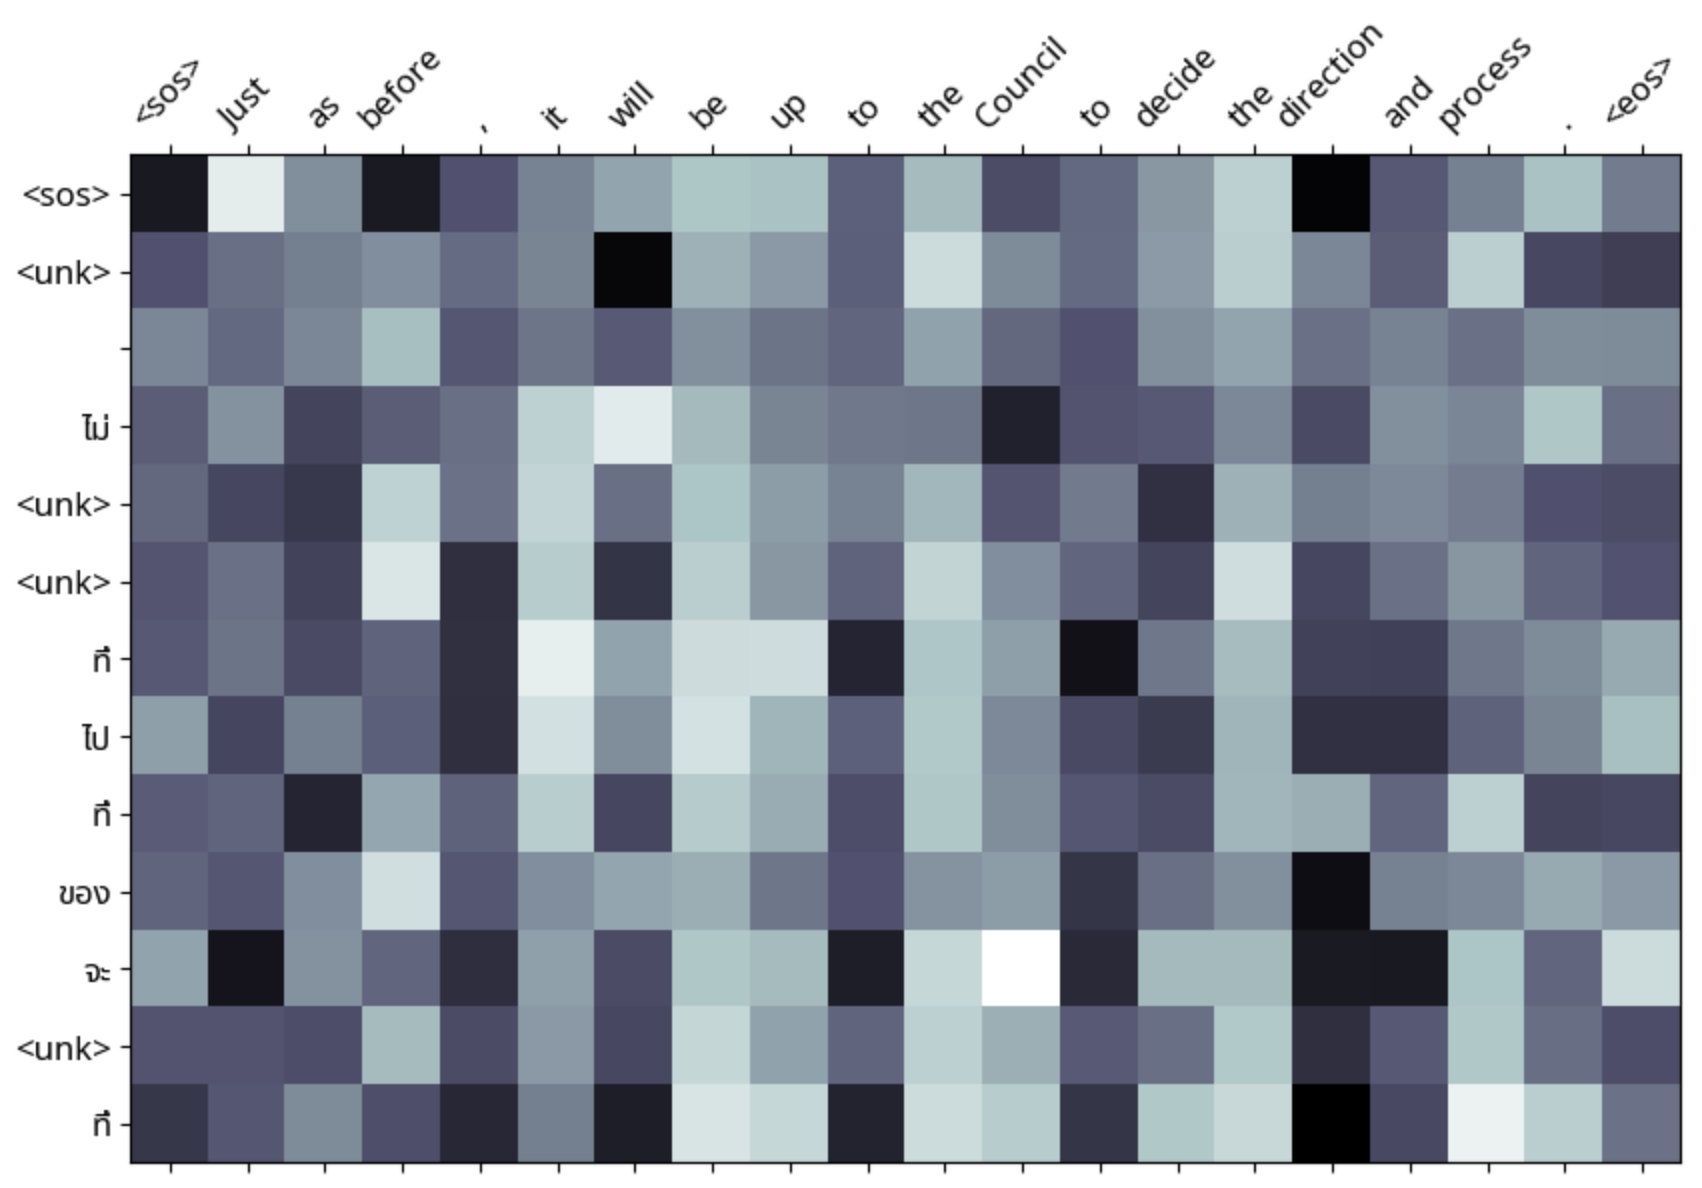 <sos> Just as before , it will be up to the Council to decide the direction and process . <eos>
<sos>
<unk>
ไม่
<unk>
<unk>
ที่
ไป
ที่
ของ
จะ
<unk>
ที่